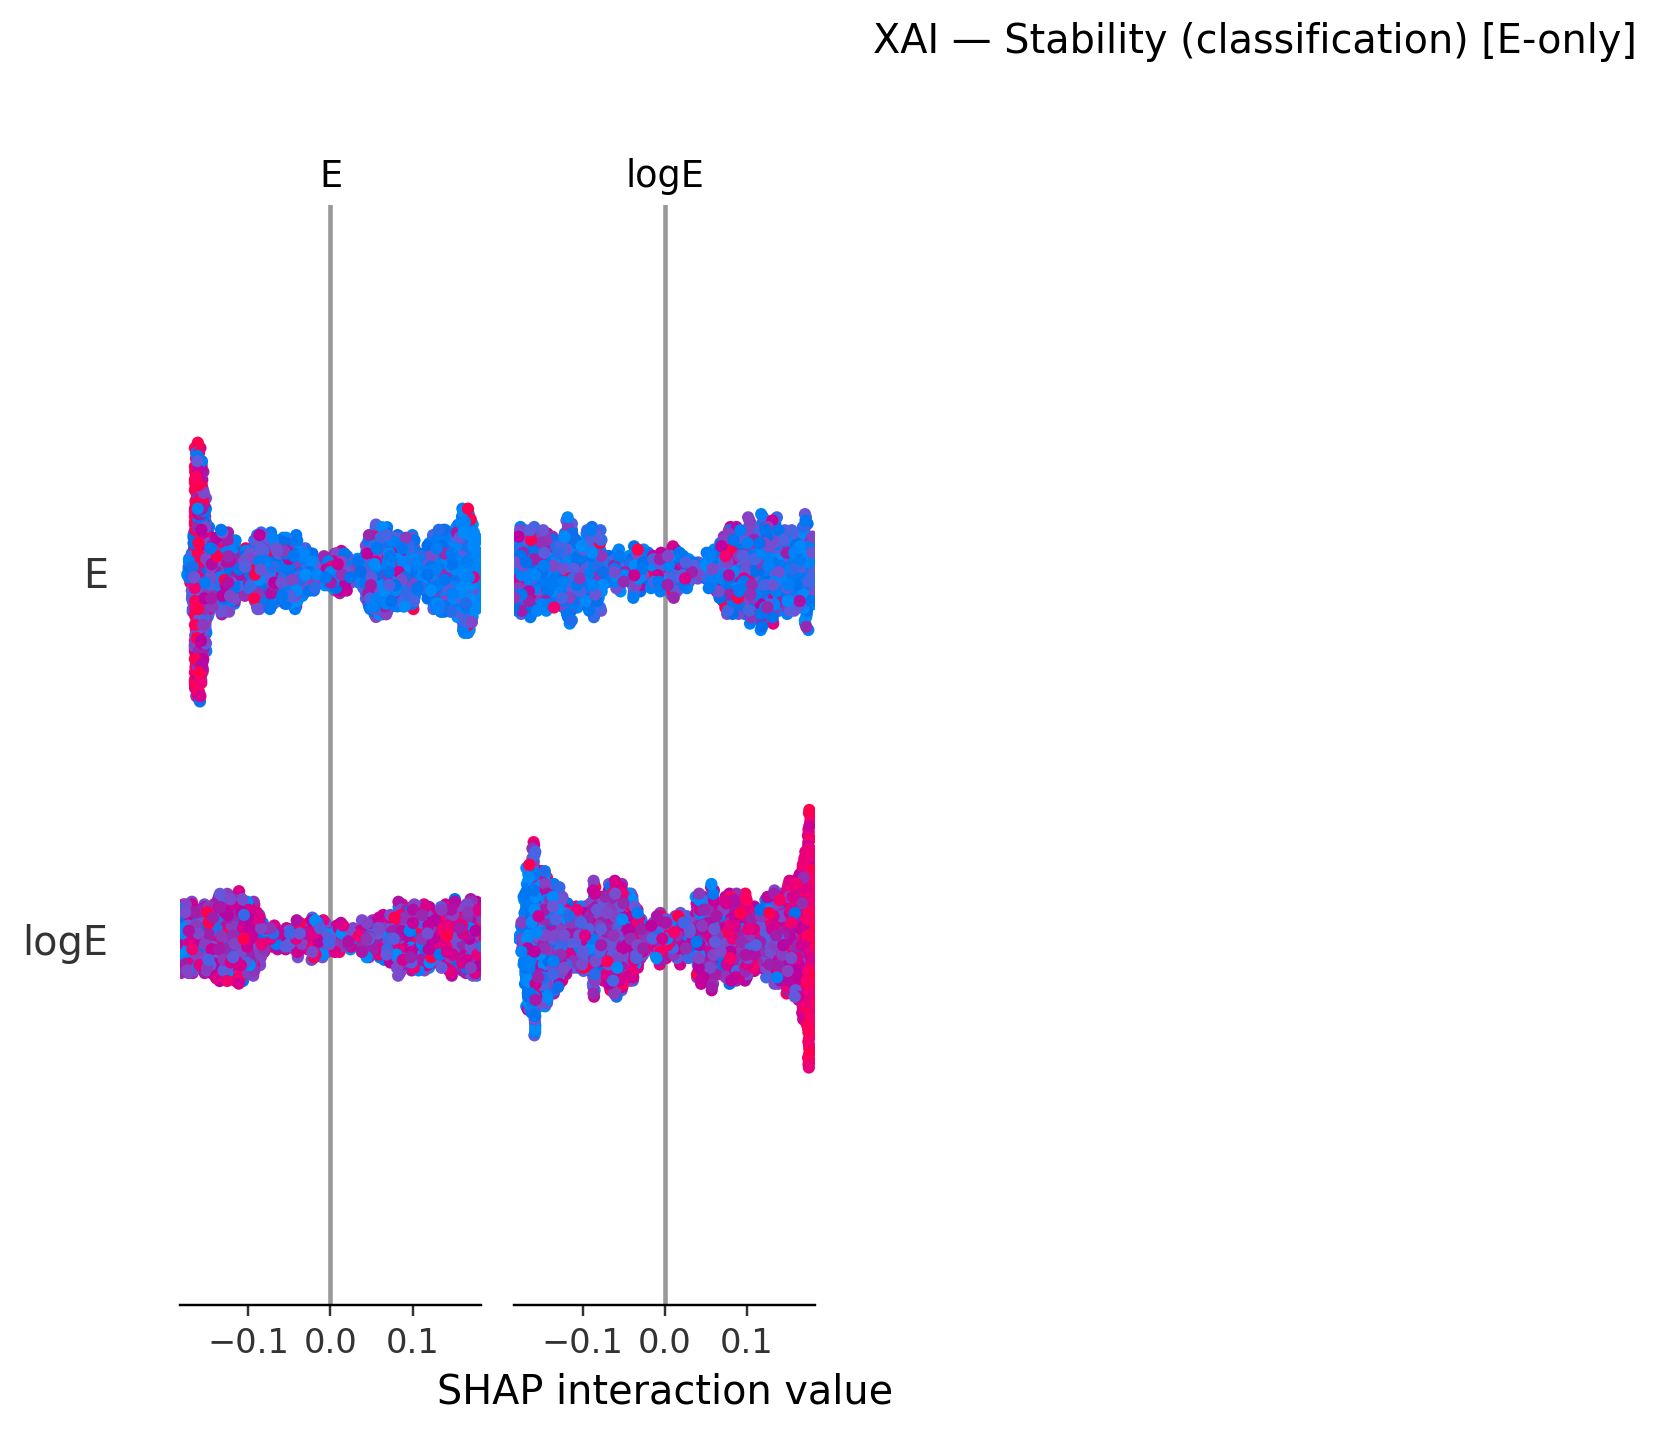 XAI — Stability (classification) [E-only]
E logE
E
logE
−0.1 0.0 0.1 −0.1 0.0 0.1
SHAP interaction value